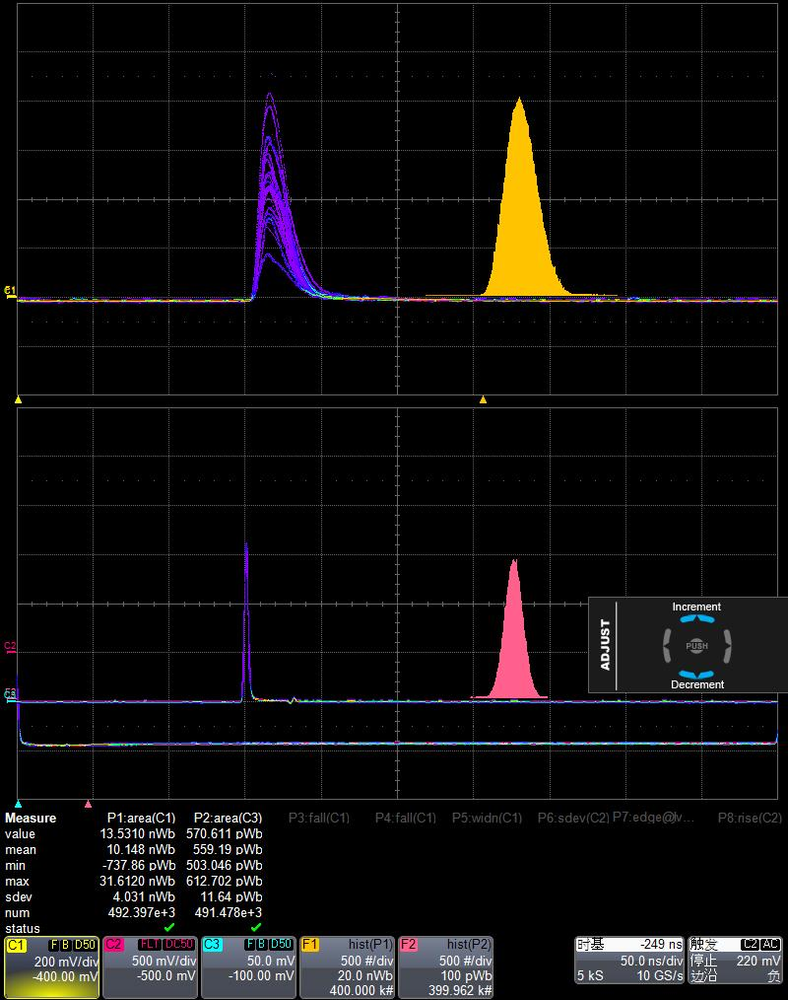 C1
C2
C3
Increment
ADJUST
PUSH
Decrement
Measure P1:area(C1) P2:area(C3) P3:fall(C1) P4:fall(C1) P5:widn(C1) P6:sdev(C2) P7:edge@lv... P8:rise(C2)
value 13.5310 nWb 570.611 pWb
mean 10.148 nWb 559.19 pWb
min -737.86 pWb 503.046 pWb
max 31.6120 nWb 612.702 pWb
sdev 4.031 nWb 11.64 pWb
num 492.397e+3 491.478e+3
status
C1 F B D50 C2 FLT DC50 C3 F B D50 F1 hist(P1) F2 hist(P2) 时基 -249 ns 触发 C2 AC
200 mV/div 500 mV/div 50.0 mV 500 #/div 500 #/div 50.0 ns/div 停止 220 mV
-400.00 mV -500.0 mV -100.00 mV 20.0 nWb 100 pWb 5 kS 10 GS/s 边沿 负
400.000 k# 399.962 k#